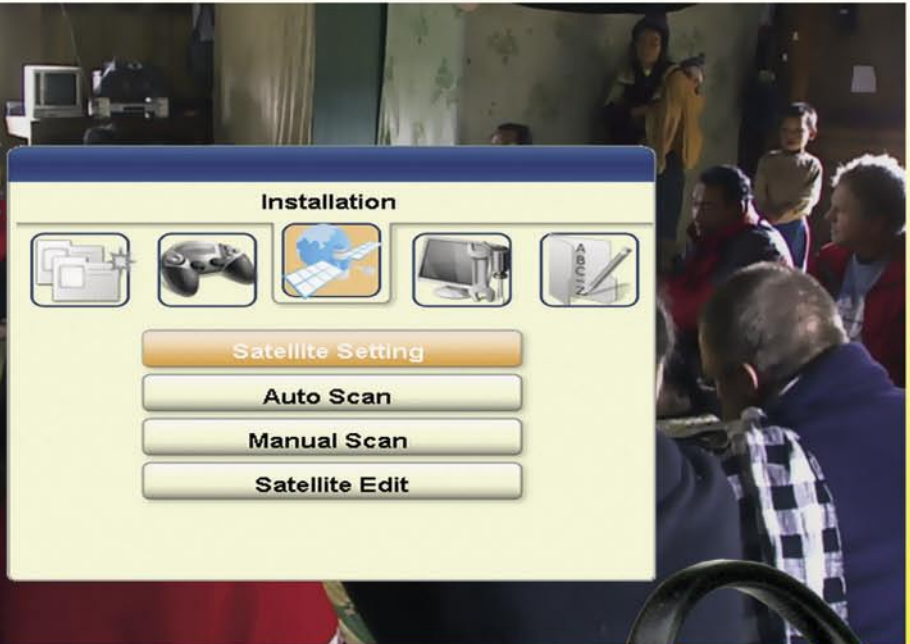 Installation
A
B
C
Z
Satellite Setting
Auto Scan
Manual Scan
Satellite Edit